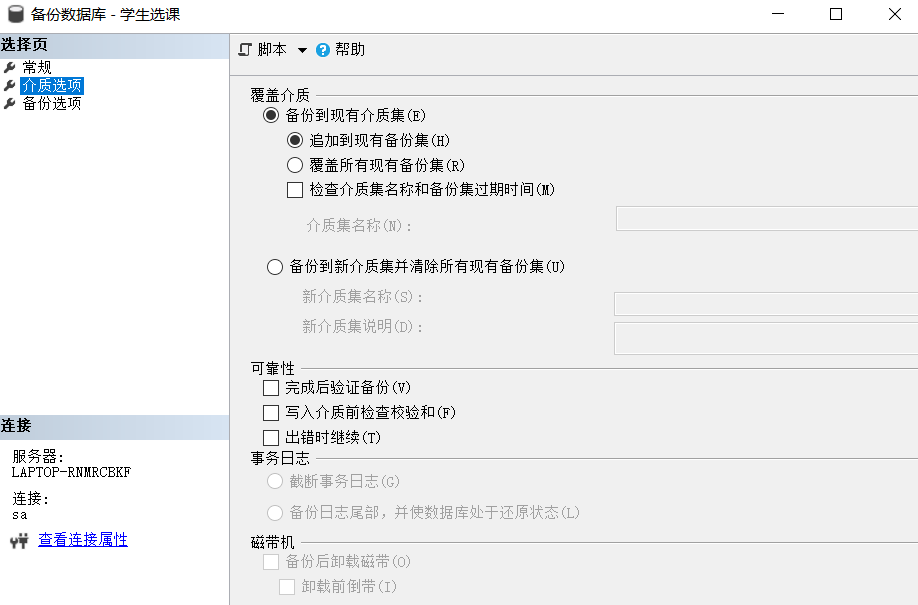 备份数据库 - 学生选课
选择页
常规
介质选项
备份选项
脚本
帮助
覆盖介质
备份到现有介质集(E)
追加到现有备份集(H)
覆盖所有现有备份集(R)
检查介质集名称和备份集过期时间(M)
介质集名称(N):
备份到新介质集并清除所有现有备份集(U)
新介质集名称(S):
新介质集说明(D):
可靠性
完成后验证备份(V)
写入介质前检查校验和(F)
出错时继续(T)
事务日志
截断事务日志(G)
备份日志尾部，并使数据库处于还原状态(L)
磁带机
备份后卸载磁带(O)
卸载前倒带(I)
连接
服务器:
LAPTOP-RNMRCBKF
连接:
sa
查看连接属性